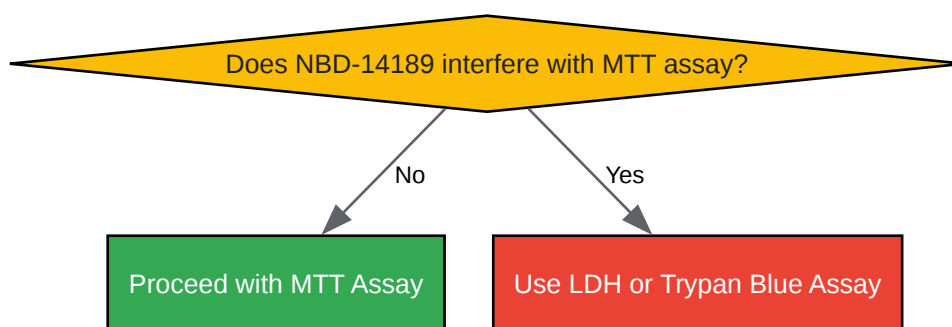 Does NBD-14189 interfere with MTT assay?
No
Yes
Proceed with MTT Assay
Use LDH or Trypan Blue Assay